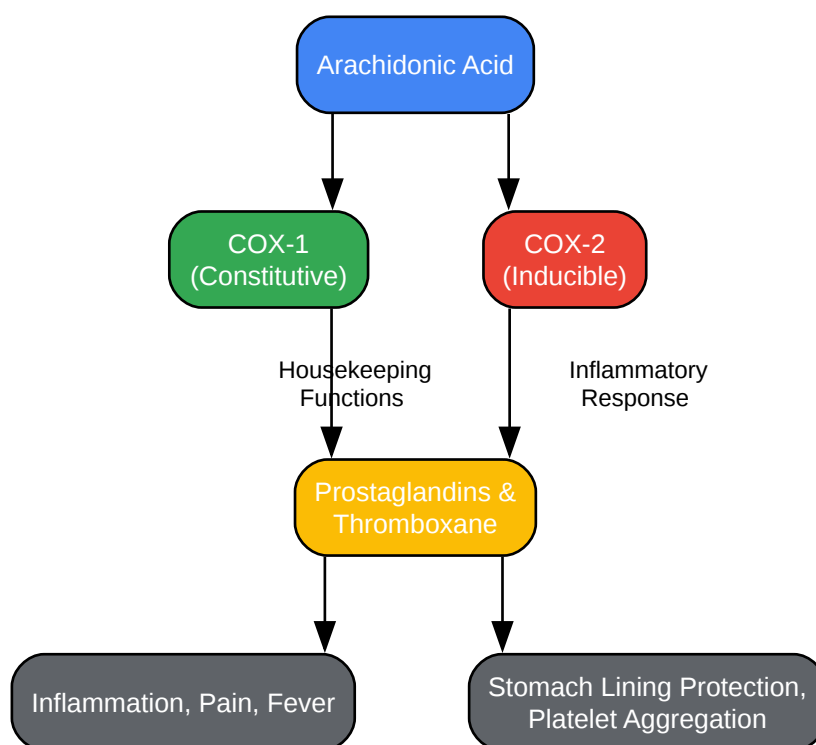 Arachidonic Acid
COX-1
(Constitutive)
COX-2
(Inducible)
Housekeeping
Functions
Inflammatory
Response
Prostaglandins &
Thromboxane
Inflammation, Pain, Fever
Stomach Lining Protection,
Platelet Aggregation